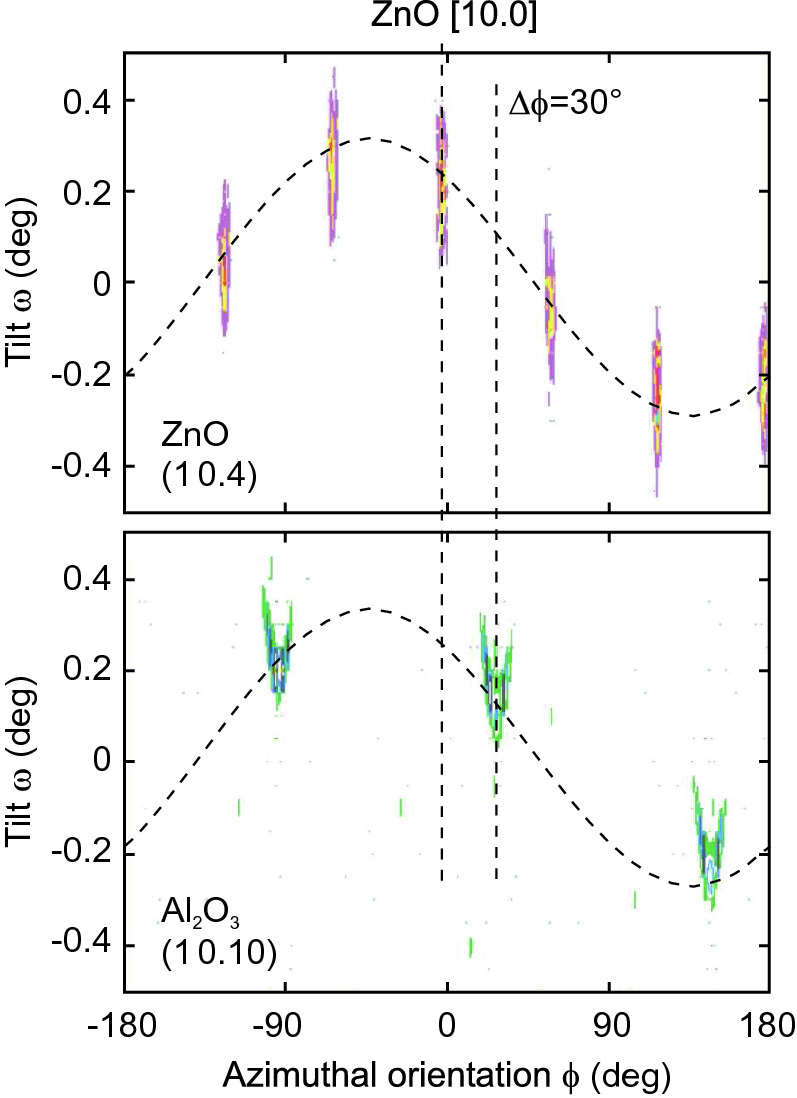 ZnO [10.0]
Δϕ=30°
0.4
0.2
0
-0.2
-0.4
Tilt ω (deg)
ZnO
(10.4)
0.4
0.2
0
-0.2
-0.4
Tilt ω (deg)
Al₂O₃
(10.10)
-180 -90 0 90 180
Azimuthal orientation ϕ (deg)